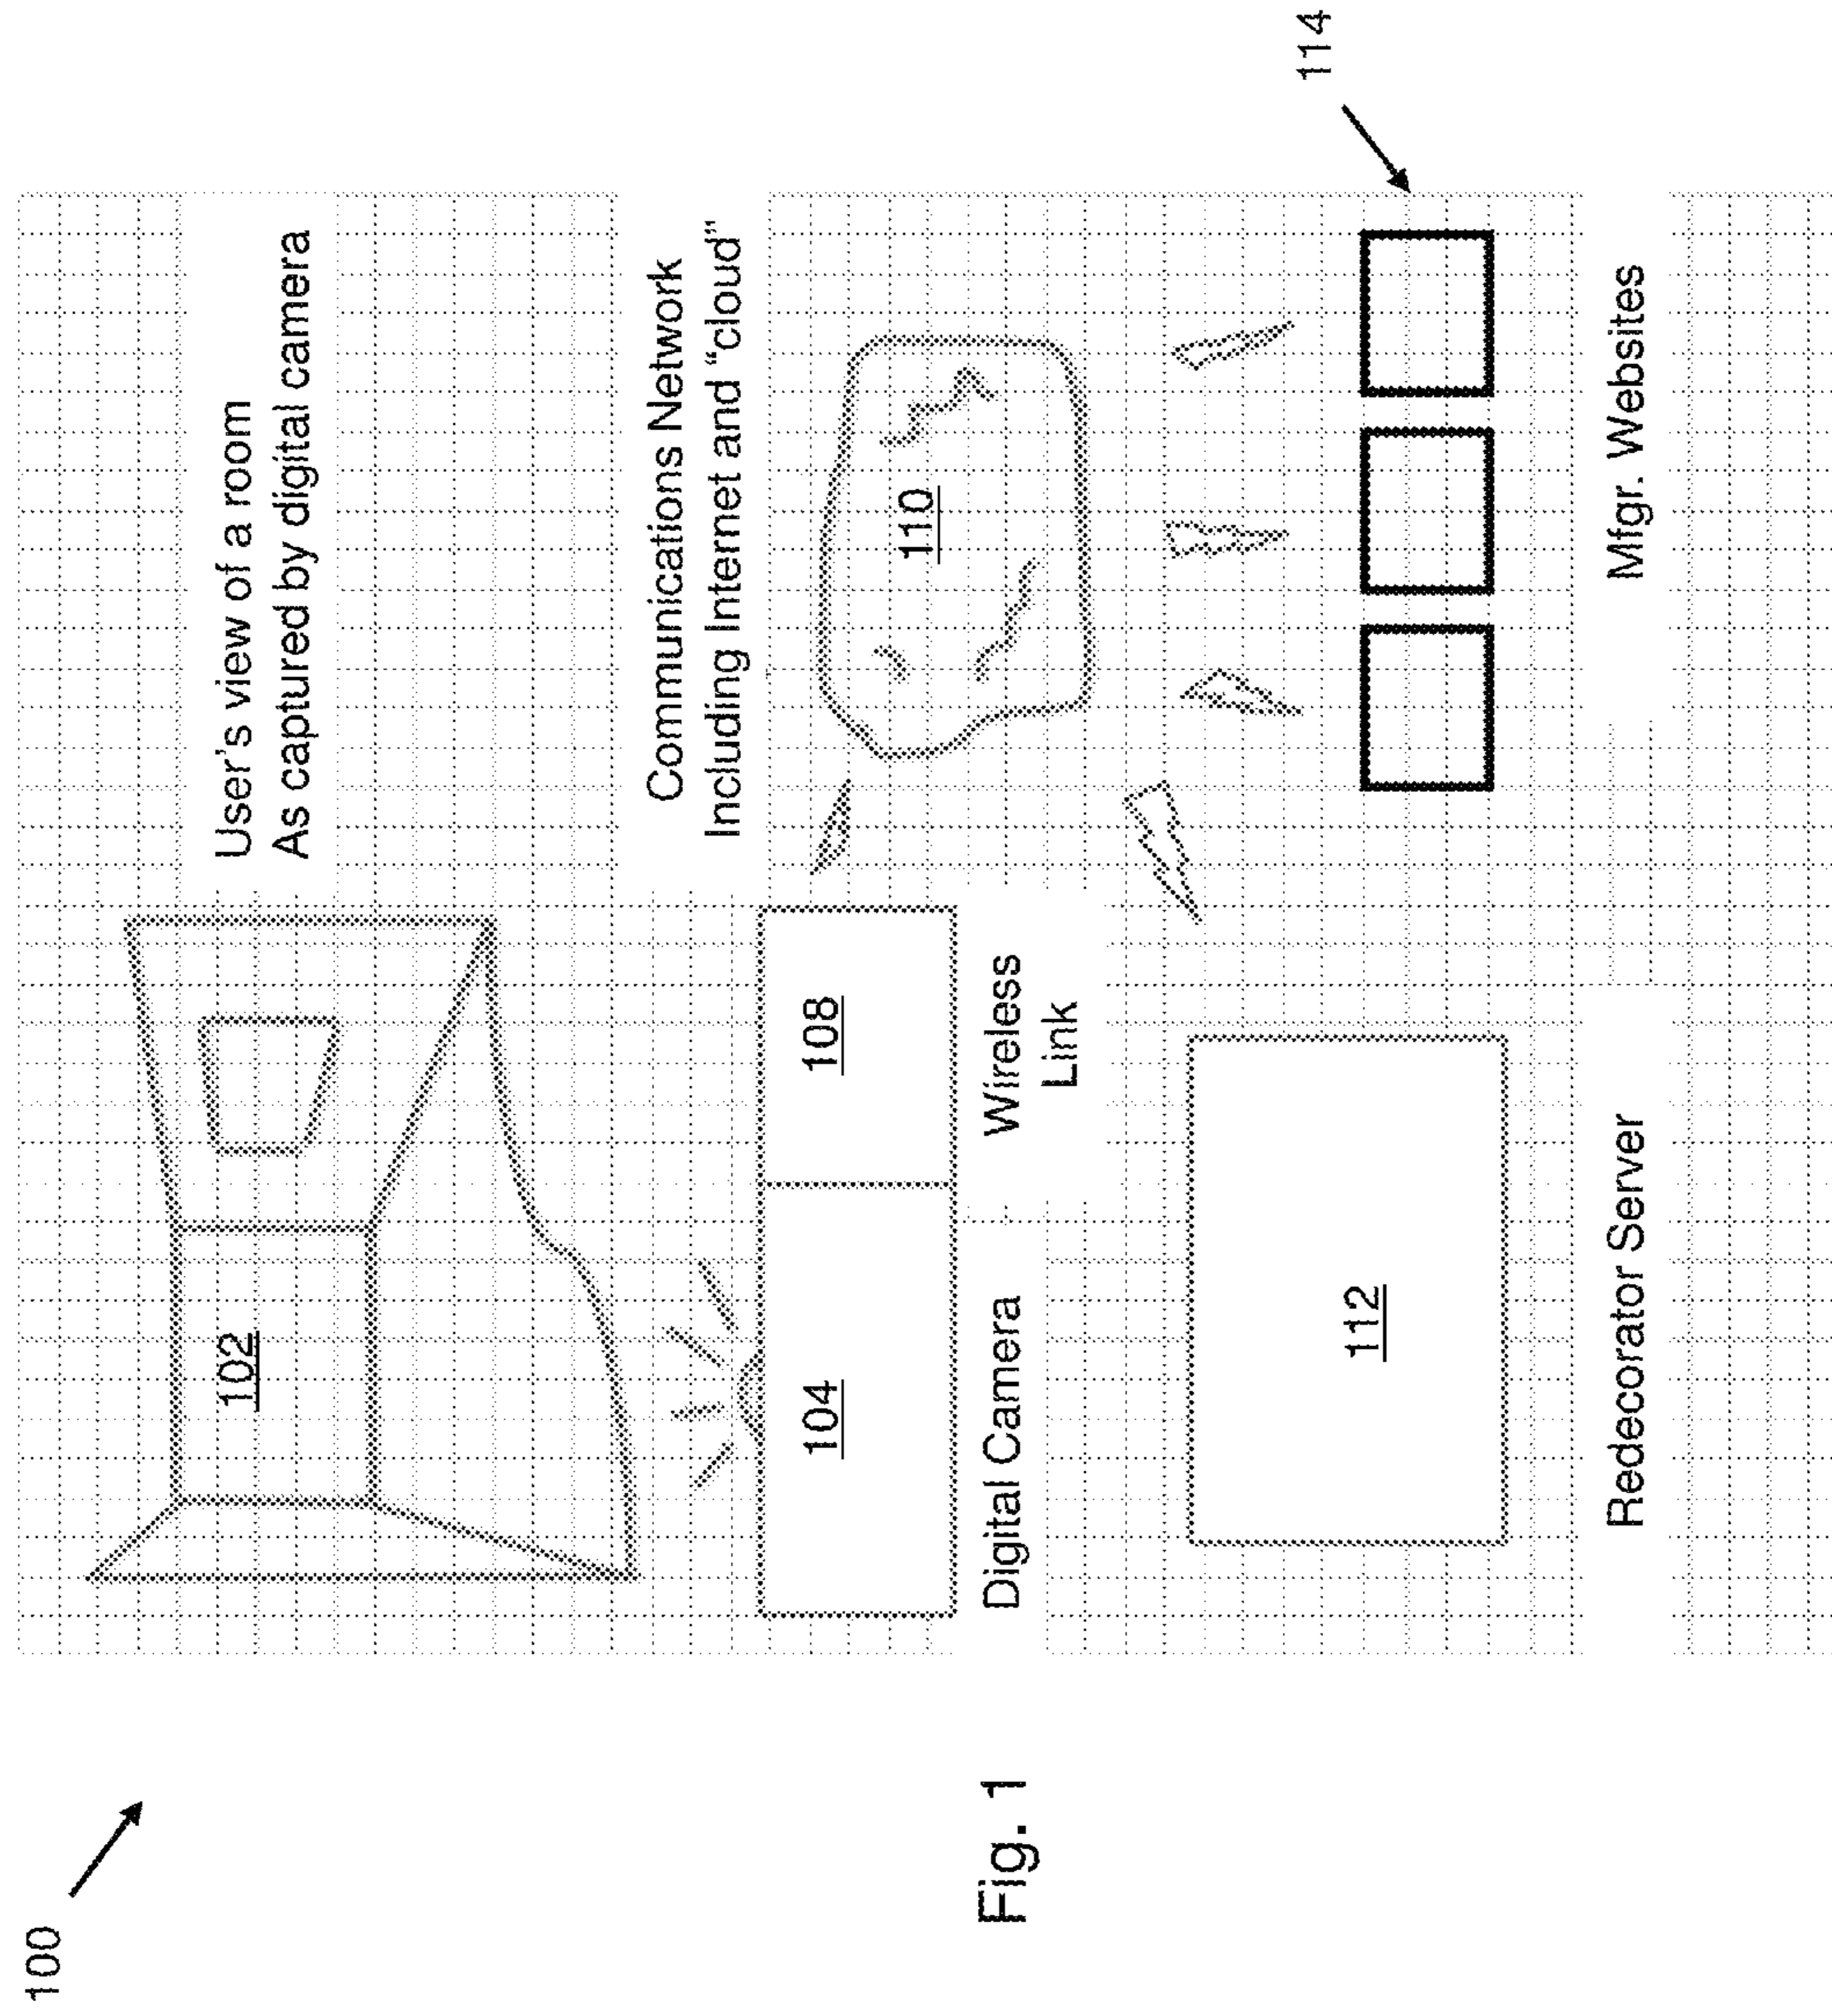 100
User's view of a room
As captured by digital camera
102
Communications Network
Including Internet and "cloud"
104
108
110
Digital Camera
Wireless
Link
112
114
Redecorator Server
Mfgr. Websites
Fig. 1